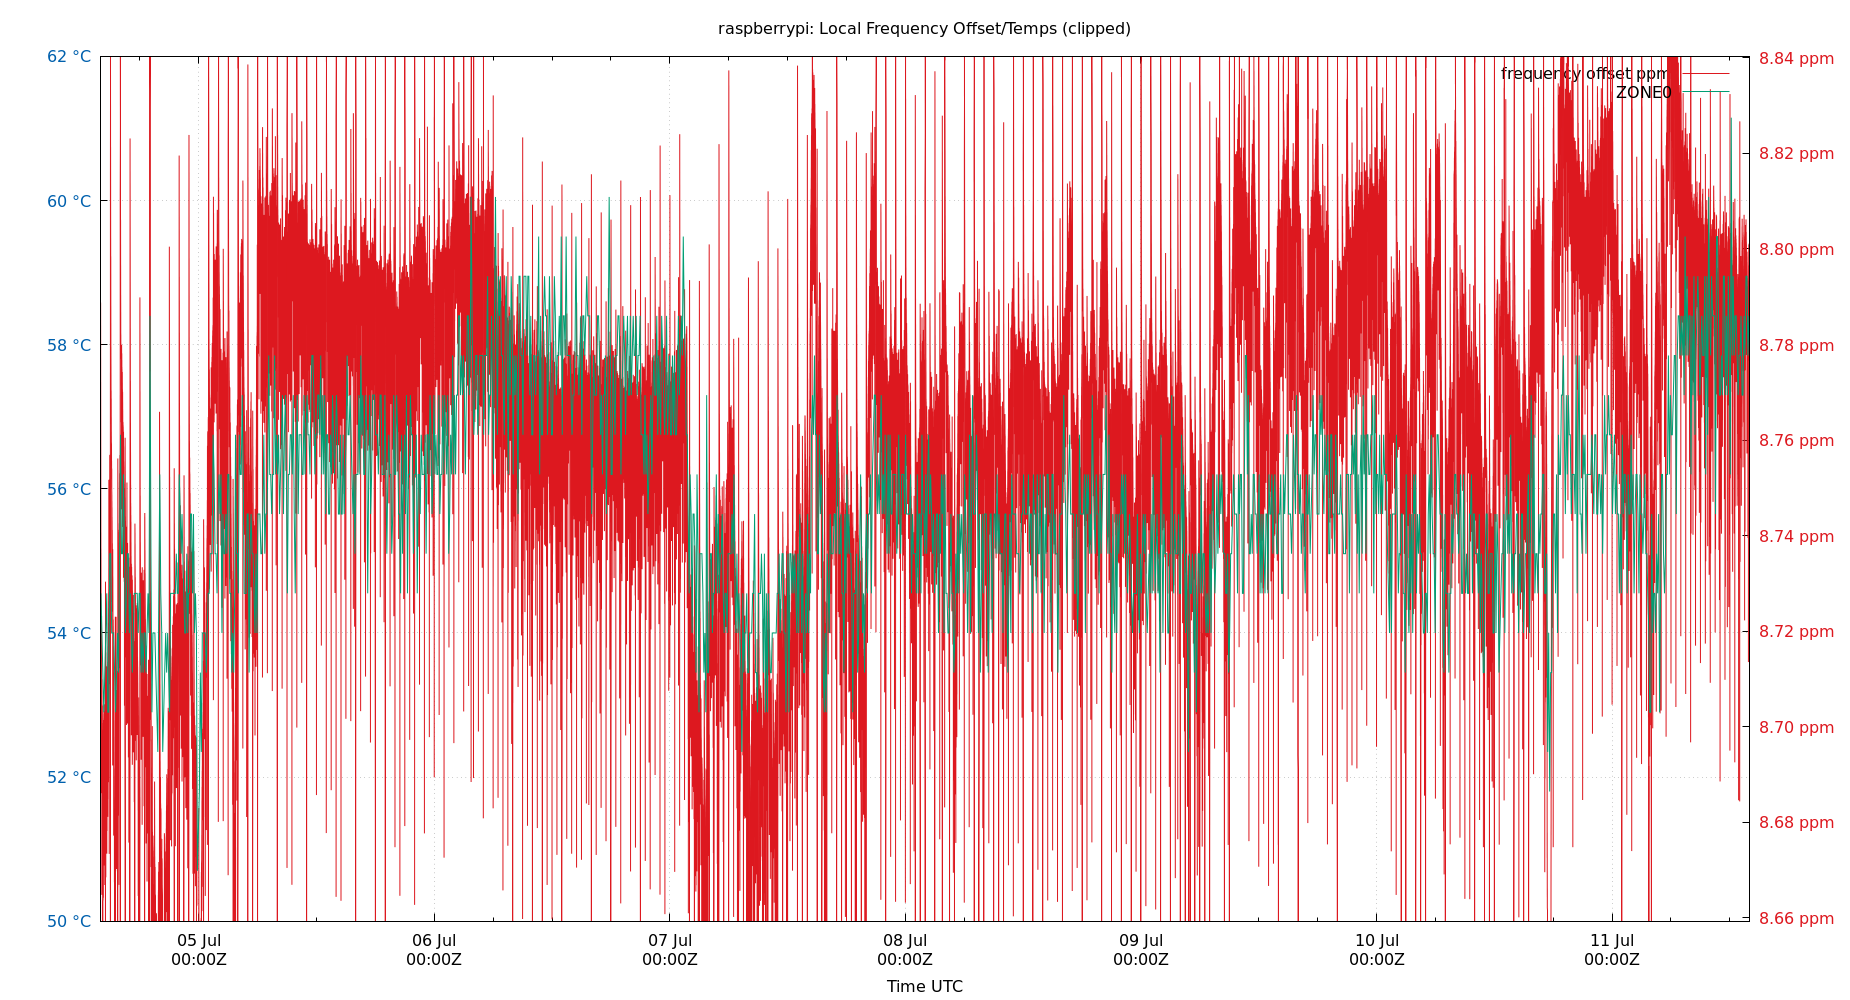 raspberrypi: Local Frequency Offset/Temps (clipped)
62 °C
60 °C
58 °C
56 °C
54 °C
52 °C
50 °C
8.84 ppm
8.82 ppm
8.80 ppm
8.78 ppm
8.76 ppm
8.74 ppm
8.72 ppm
8.70 ppm
8.68 ppm
8.66 ppm
frequency offset ppm
ZONE0
05 Jul
00:00Z
06 Jul
00:00Z
07 Jul
00:00Z
08 Jul
00:00Z
09 Jul
00:00Z
10 Jul
00:00Z
11 Jul
00:00Z
Time UTC